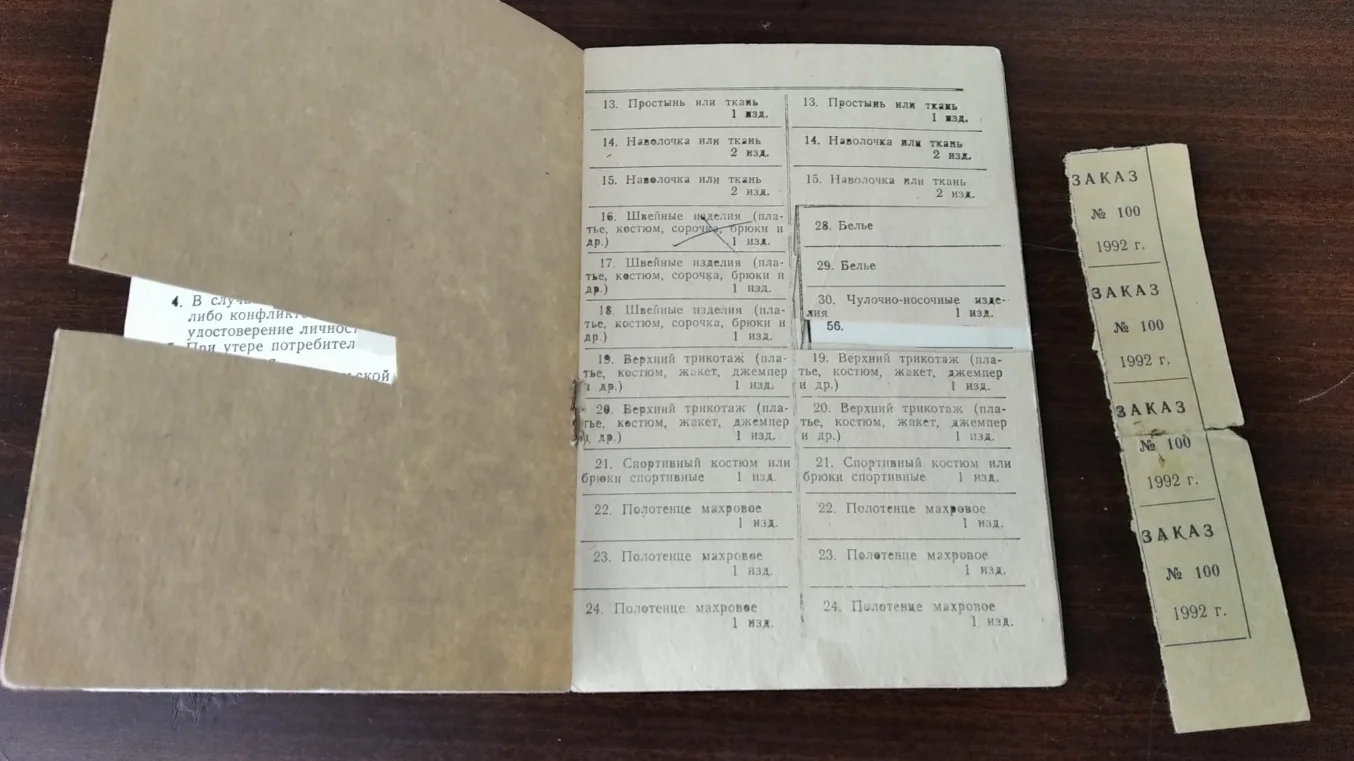 4. В случ
либо конфликт
удостоверение личност
При утере потребител
ьской
13. Простынь или ткань
1 изд.
14. Наволочка или ткань
2 изд.
15. Наволочка или ткань
2 изд.
16. Швейные изделия (пла-
тье, костюм, сорочка, брюки и
др.) 1 изд.
17. Швейные изделия (пла-
тье, костюм, сорочка, брюки и
др.) 1 изд.
18. Швейные изделия (пла-
тье, костюм, сорочка, брюки и
др.) 1 изд.
19. Верхний трикотаж (пла-
тье, костюм, жакет, джемпер
и др.) 1 изд.
20. Верхний трикотаж (пла-
тье, костюм, жакет, джемпер
и др.) 1 изд.
21. Спортивный костюм или
брюки спортивные 1 изд.
22. Полотенце махровое
1 изд.
23. Полотенце махровое
1 изд.
24. Полотенце махровое
1 изд.
13. Простынь или ткань
1 изд.
14. Наволочка или ткань
2 изд.
15. Наволочка или ткань
2 изд.
28. Белье
29. Белье
30. Чулочно-носочные изде-
лия 1 изд.
56.
19. Верхний трикотаж (пла-
тье, костюм, жакет, джемпер
и др.) 1 изд.
20. Верхний трикотаж (пла-
тье, костюм, жакет, джемпер
и др.) 1 изд.
21. Спортивный костюм или
брюки спортивные 1 изд.
22. Полотенце махровое
1 изд.
23. Полотенце махровое
1 изд.
24. Полотенце махровое
1 изд.
ЗАКАЗ
№ 100
1992 г.
ЗАКАЗ
№ 100
1992 г.
ЗАКАЗ
№ 100
1992 г.
ЗАКАЗ
№ 100
1992 г.